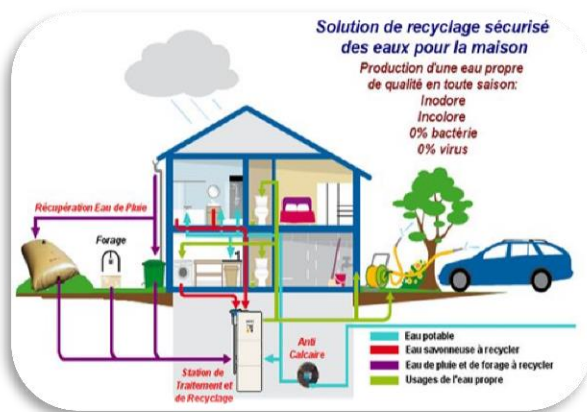 Solution de recyclage sécurisé
des eaux pour la maison
Production d'une eau propre
de qualité en toute saison:
Inodore
Incolore
0% bactérie
0% virus
Récupération Eau de Pluie
Forage
Anti
Calcaire
Station de
Traitement et
de Recyclage
Eau potable
Eau savonneuse à recycler
Eau de pluie et de forage à recycler
Usages de l'eau propre